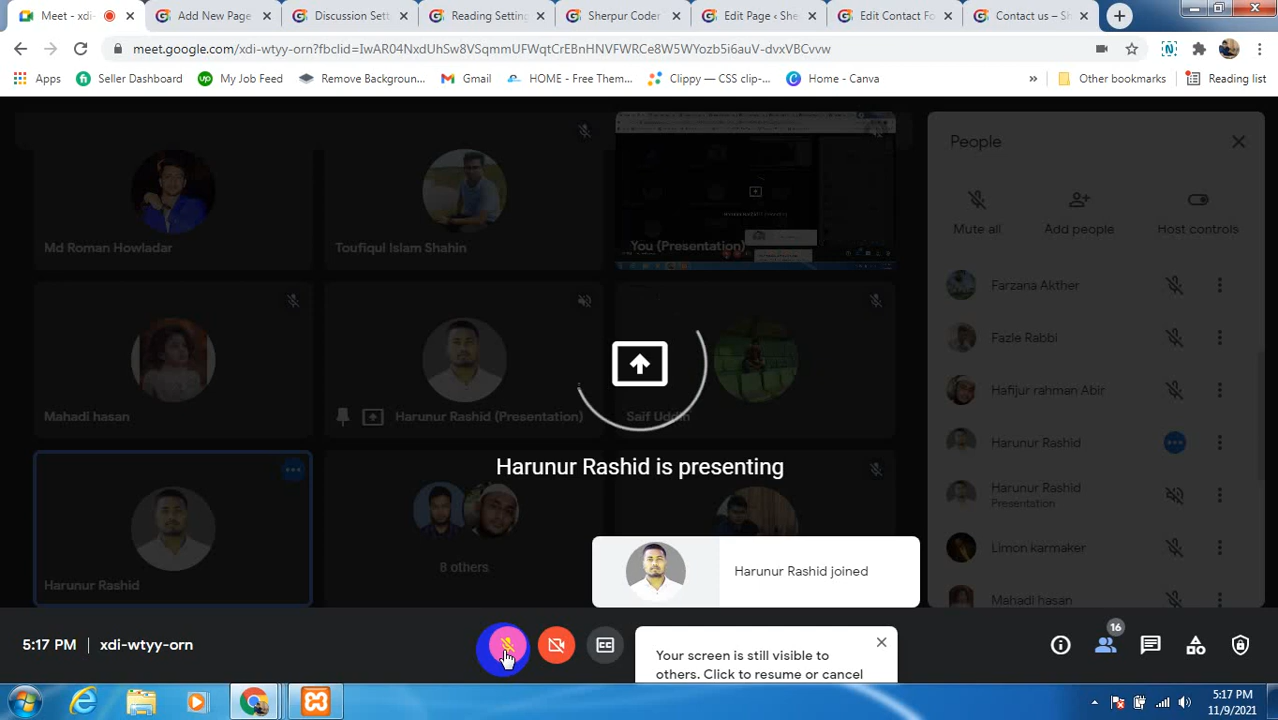 Meet - xdi-
Add New Page
Discussion Sett
Reading Setting
Sherpur Coder
Edit Page ‹ She
Edit Contact Fo
Contact us – Sh
meet.google.com/xdi-wtyy-orn?fbclid=IwAR04NxdUhSw8VSqmmUFWqtCrEBnHNVFWRCe8W5WYozb5i6auV-dvxVBCvvw
Apps
Seller Dashboard
My Job Feed
Remove Backgroun...
Gmail
HOME - Free Them...
Clippy — CSS clip-...
Home - Canva
»
Other bookmarks
Reading list
Md Roman Howladar
Toufiqul Islam Shahin
You (Presentation)
Mahadi hasan
Harunur Rashid (Presentation)
Saif Uddin
Harunur Rashid is presenting
Harunur Rashid
8 others
Harunur Rashid joined
People
Mute all
Add people
Host controls
Farzana Akther
Fazle Rabbi
Hafijur rahman Abir
Harunur Rashid
Harunur Rashid
Presentation
Limon karmaker
Mahadi hasan
5:17 PM | xdi-wtyy-orn
CC
Your screen is still visible to
others. Click to resume or cancel
16
5:17 PM
11/9/2021